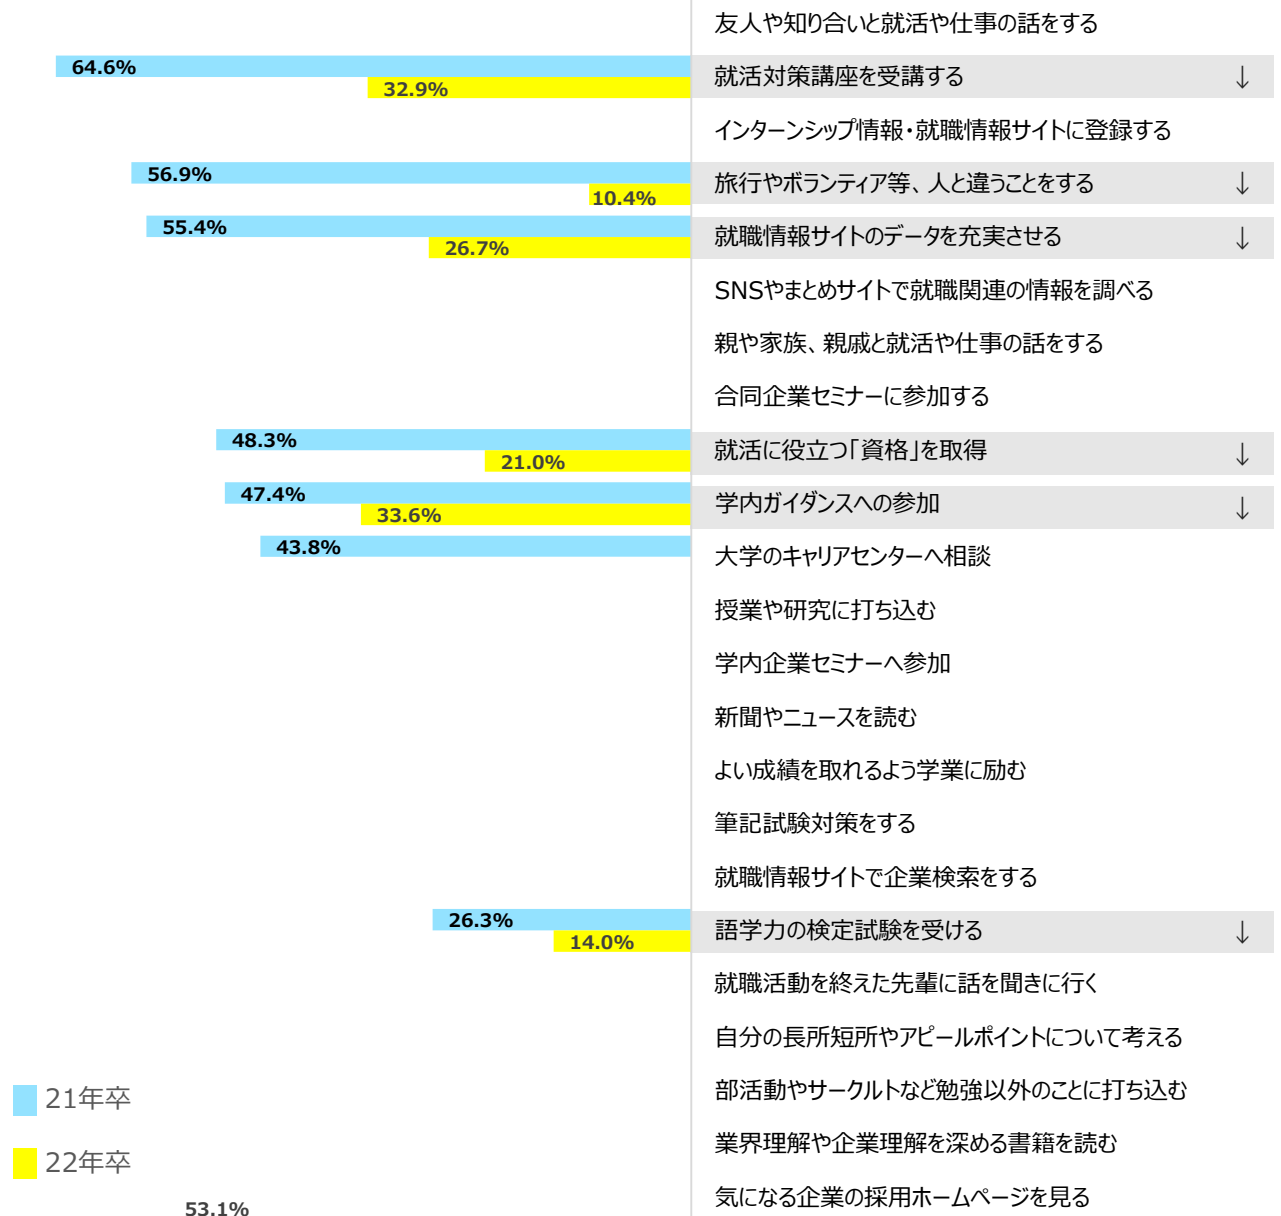 友人や知り合いと就活や仕事の話をする
64.6%
32.9%
就活対策講座を受講する ↓
インターンシップ情報・就職情報サイトに登録する
56.9%
10.4%
旅行やボランティア等、人と違うことをする ↓
55.4%
26.7%
就職情報サイトのデータを充実させる ↓
SNSやまとめサイトで就職関連の情報を調べる
親や家族、親戚と就活や仕事の話をする
合同企業セミナーに参加する
48.3%
21.0%
就活に役立つ「資格」を取得 ↓
47.4%
33.6%
学内ガイダンスへの参加 ↓
43.8%
大学のキャリアセンターへ相談
授業や研究に打ち込む
学内企業セミナーへ参加
新聞やニュースを読む
よい成績を取れるよう学業に励む
筆記試験対策をする
就職情報サイトで企業検索をする
26.3%
14.0%
語学力の検定試験を受ける ↓
就職活動を終えた先輩に話を聞きに行く
自分の長所短所やアピールポイントについて考える
部活動やサークルトなど勉強以外のことに打ち込む
業界理解や企業理解を深める書籍を読む
気になる企業の採用ホームページを見る
21年卒
22年卒
53.1%